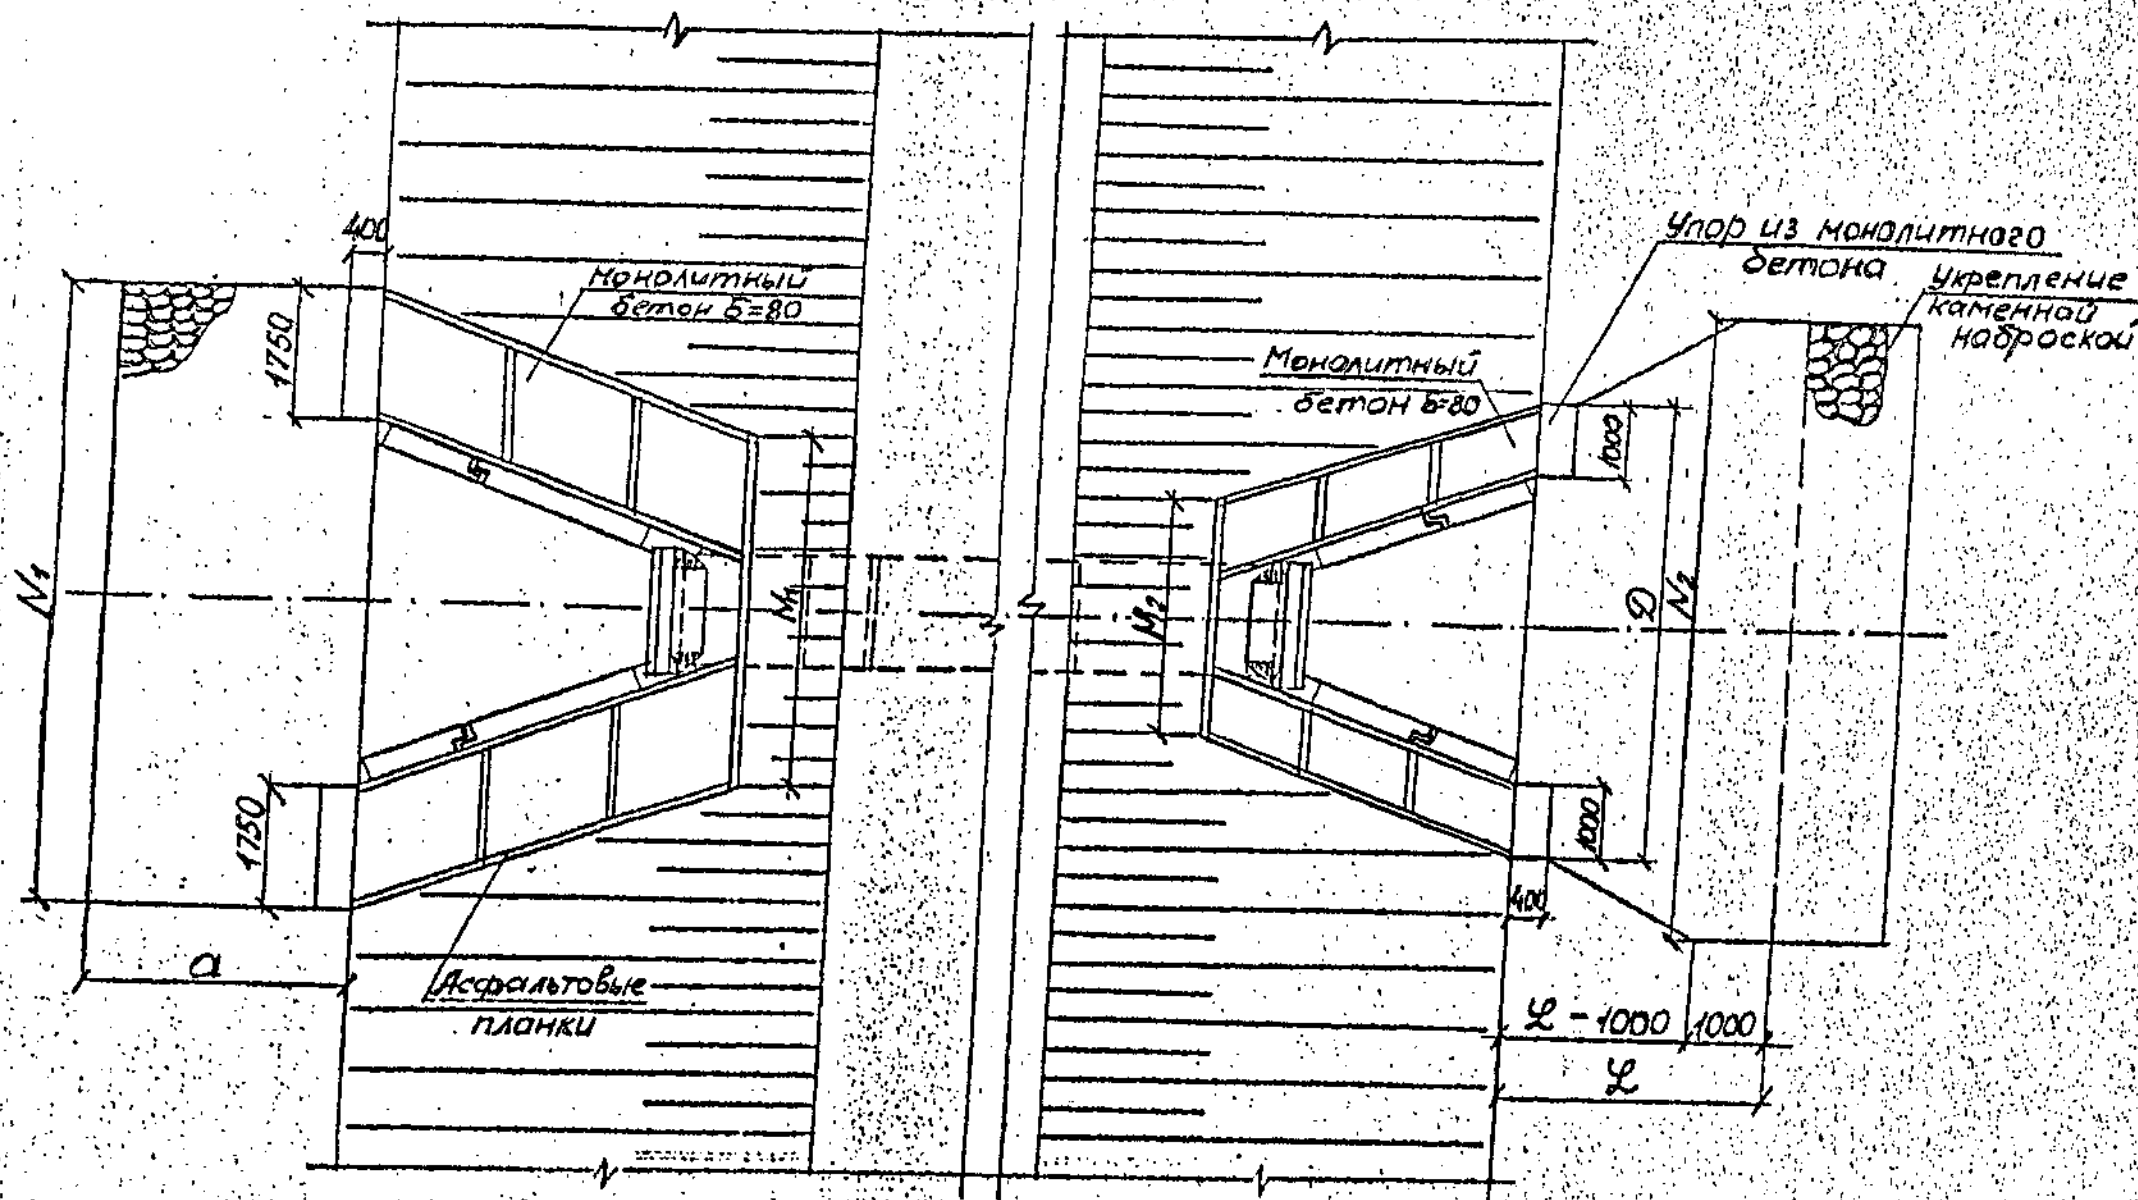 400
Монолитный
бетон δ=80
1750
N₁
M₁
1750
а
Асфальтовые
планки
Упор из монолитного
бетона
Укрепление
каменной
наброской
Монолитный
бетон δ=80
1000
M₂
D
N₂
1000
400
L-1000
1000
L